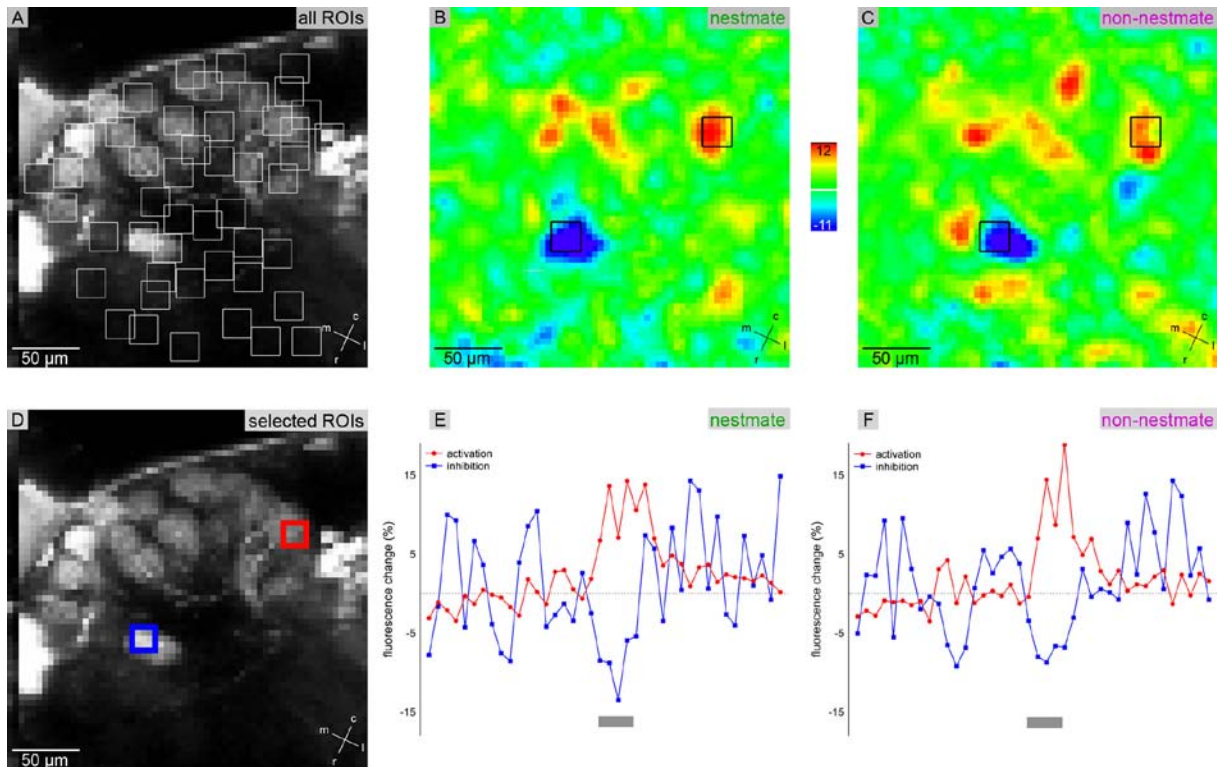 A
all ROIs
c
m
l
r
50 µm
B
nestmate
c
m
l
r
50 µm
12
-11
C
non-nestmate
c
m
l
r
50 µm
D
selected ROIs
c
m
l
r
50 µm
E
nestmate
activation
inhibition
fluorescence change (%)
15
5
-5
-15
F
non-nestmate
activation
inhibition
fluorescence change (%)
15
5
-5
-15